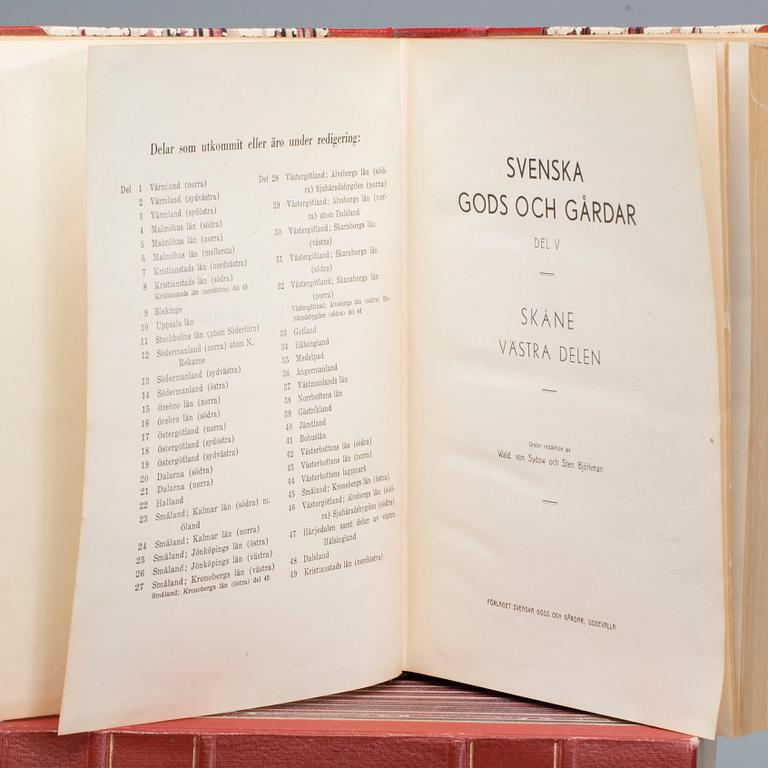 Delar som utkommit eller äro under redigering:
Del 1 Värmland (norra)
2 Värmland (sydvästra)
3 Värmland (sydöstra)
4 Malmöhus län (södra)
5 Malmöhus län (norra)
6 Malmöhus län (mellersta)
7 Kristianstads län (nordvästra)
8 Kristianstads län (södra)
Kristianstads län (nordöstra) del 49
9 Blekinge
10 Uppsala län
11 Stockholms län (utom Södertörn)
12 Södermanland (norra) utom N.
Rekarne
13 Södermanland (sydvästra)
14 Södermanland (östra)
15 Örebro län (norra)
16 Örebro län (södra)
17 Östergötland (norra)
18 Östergötland (sydöstra)
19 Östergötland (sydvästra)
20 Dalarna (södra)
21 Dalarna (norra)
22 Halland
23 Småland; Kalmar län (södra) m.
öland
24 Småland; Kalmar län (norra)
25 Småland; Jönköpings län (östra)
26 Småland; Jönköpings län (västra)
27 Småland; Kronobergs län (västra)
Småland; Kronobergs län (östra) del 45
Del 28 Västergötland; Älvsborgs län (söd-
ra) Sjuhäradsbygden (norra)
29 Västergötland; Älvsborgs län (nor-
ra) utom Dalsland
30 Västergötland; Skaraborgs län
(västra)
31 Västergötland; Skaraborgs län
(södra)
32 Västergötland; Skaraborgs län
(norra)
Västergötland; Älvsborgs län (södra) Sju-
häradsbygden (södra) del 46
33 Gotland
34 Hälsingland
35 Medelpad
36 Ångermanland
37 Västmanlands län
38 Norrbottens län
39 Gästrikland
40 Jämtland
41 Bohuslän
42 Västerbottens län (södra)
43 Västerbottens län (norra)
44 Västerbottens lappmark
45 Småland; Kronobergs län (östra)
46 Västergötland; Älvsborgs län (söd-
ra) Sjuhäradsbygden (södra)
47 Härjedalen samt delar av västra
Hälsingland
48 Dalsland
49 Kristianstads län (nordöstra)
SVENSKA
GODS OCH GÅRDAR
DEL V
SKÅNE
VÄSTRA DELEN
Under redaktion av
Wald. von Sydow och Sten Björkman
FÖRLAGET SVENSKA GODS OCH GÅRDAR, UDDEVALLA